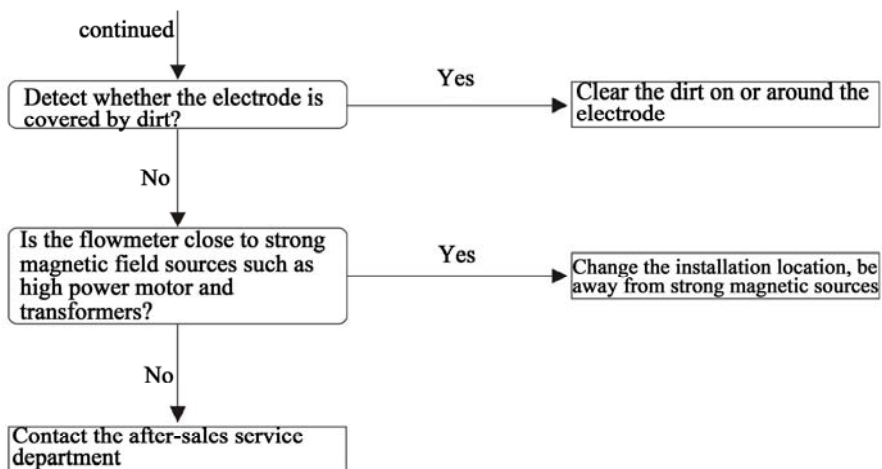 continued
Yes
Detect whether the electrode is
covered by dirt?
Clear the dirt on or around the
electrode
No
Is the flowmeter close to strong
magnetic field sources such as
high power motor and
transformers?
Yes
Change the installation location, be
away from strong magnetic sources
No
Contact the after-sales service
department